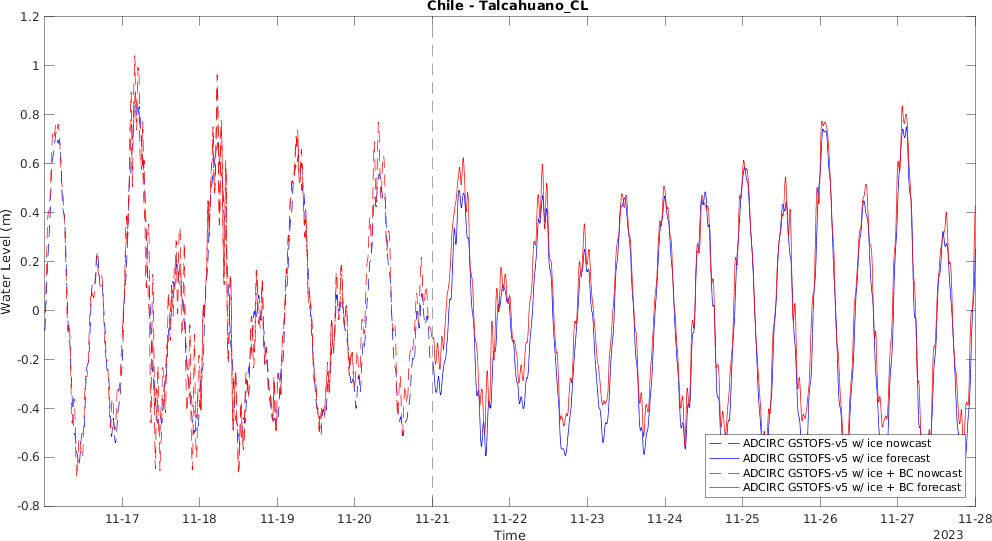 Chile - Talcahuano_CL
1.2
1
0.8
0.6
0.4
0.2
0
-0.2
-0.4
-0.6
-0.8
Water Level (m)
ADCIRC GSTOFS-v5 w/ ice nowcast
ADCIRC GSTOFS-v5 w/ ice forecast
ADCIRC GSTOFS-v5 w/ ice + BC nowcast
ADCIRC GSTOFS-v5 w/ ice + BC forecast
11-17 11-18 11-19 11-20 11-21 11-22 11-23 11-24 11-25 11-26 11-27 11-28
Time
2023